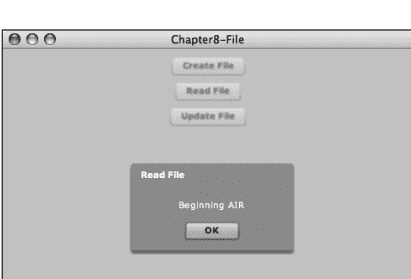 Chapter8-File
Create File
Read File
Update File
Read File
Beginning AIR
OK